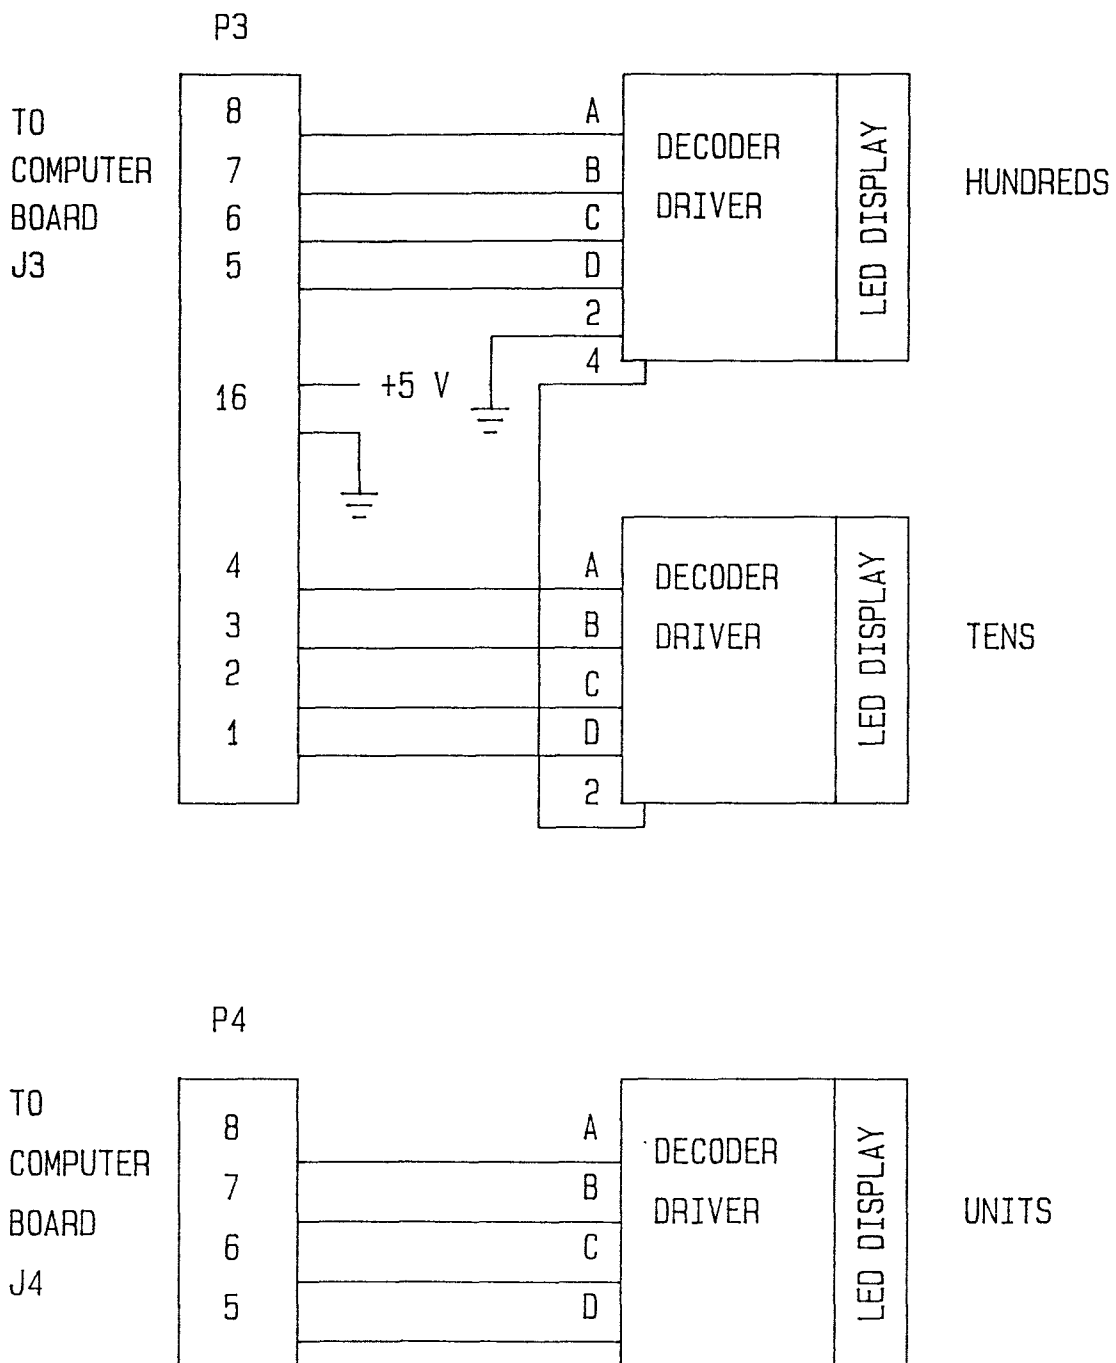 P3
TO
COMPUTER
BOARD
J3
8
7
6
5
16
4
3
2
1
+5 V
A
B
C
D
2
4
DECODER
DRIVER
LED DISPLAY
HUNDREDS
A
B
C
D
2
DECODER
DRIVER
LED DISPLAY
TENS
P4
TO
COMPUTER
BOARD
J4
8
7
6
5
A
B
C
D
DECODER
DRIVER
LED DISPLAY
UNITS